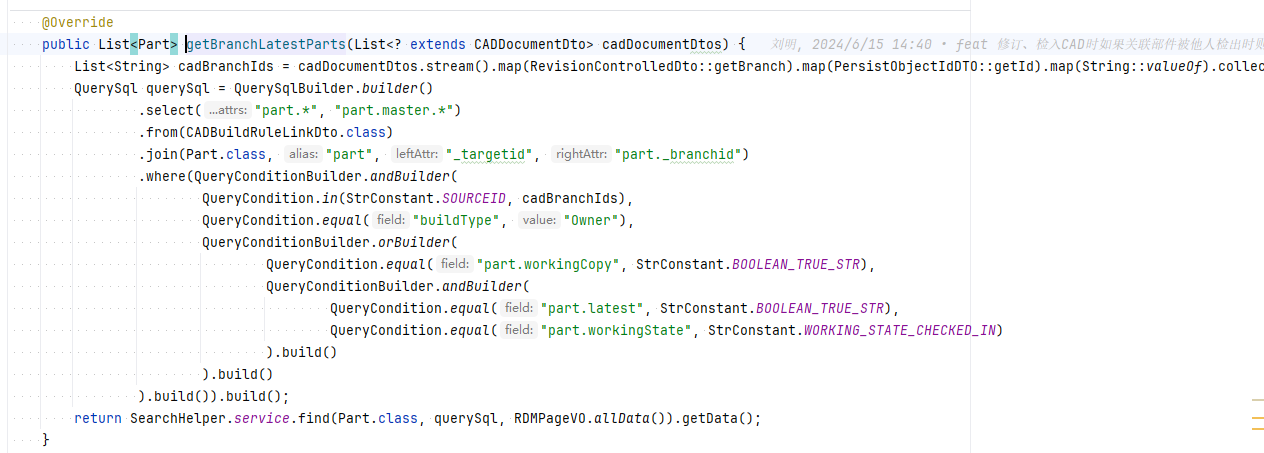 @Override
public List<Part> getBranchLatestParts(List<? extends CADDocumentDto> cadDocumentDtos) { 刘明, 2024/6/15 14:40 • feat 修订、检入CAD时如果关联部件被他人检出时则
List<String> cadBranchIds = cadDocumentDtos.stream().map(RevisionControlledDto::getBranch).map(PersistObjectIdDTO::getId).map(String::valueOf).collec
QuerySql querySql = QuerySqlBuilder.builder()
.select( ...attrs: "part.*", "part.master.*")
.from(CADBuildRuleLinkDto.class)
.join(Part.class, alias: "part", leftAttr: "_targetid", rightAttr: "part._branchid")
.where(QueryConditionBuilder.andBuilder(
QueryCondition.in(StrConstant.SOURCEID, cadBranchIds),
QueryCondition.equal( field: "buildType", value: "Owner"),
QueryConditionBuilder.orBuilder(
QueryCondition.equal( field: "part.workingCopy", StrConstant.BOOLEAN_TRUE_STR),
QueryConditionBuilder.andBuilder(
QueryCondition.equal( field: "part.latest", StrConstant.BOOLEAN_TRUE_STR),
QueryCondition.equal( field: "part.workingState", StrConstant.WORKING_STATE_CHECKED_IN)
).build()
).build()
).build()).build();
return SearchHelper.service.find(Part.class, querySql, RDMPageVO.allData()).getData();
}